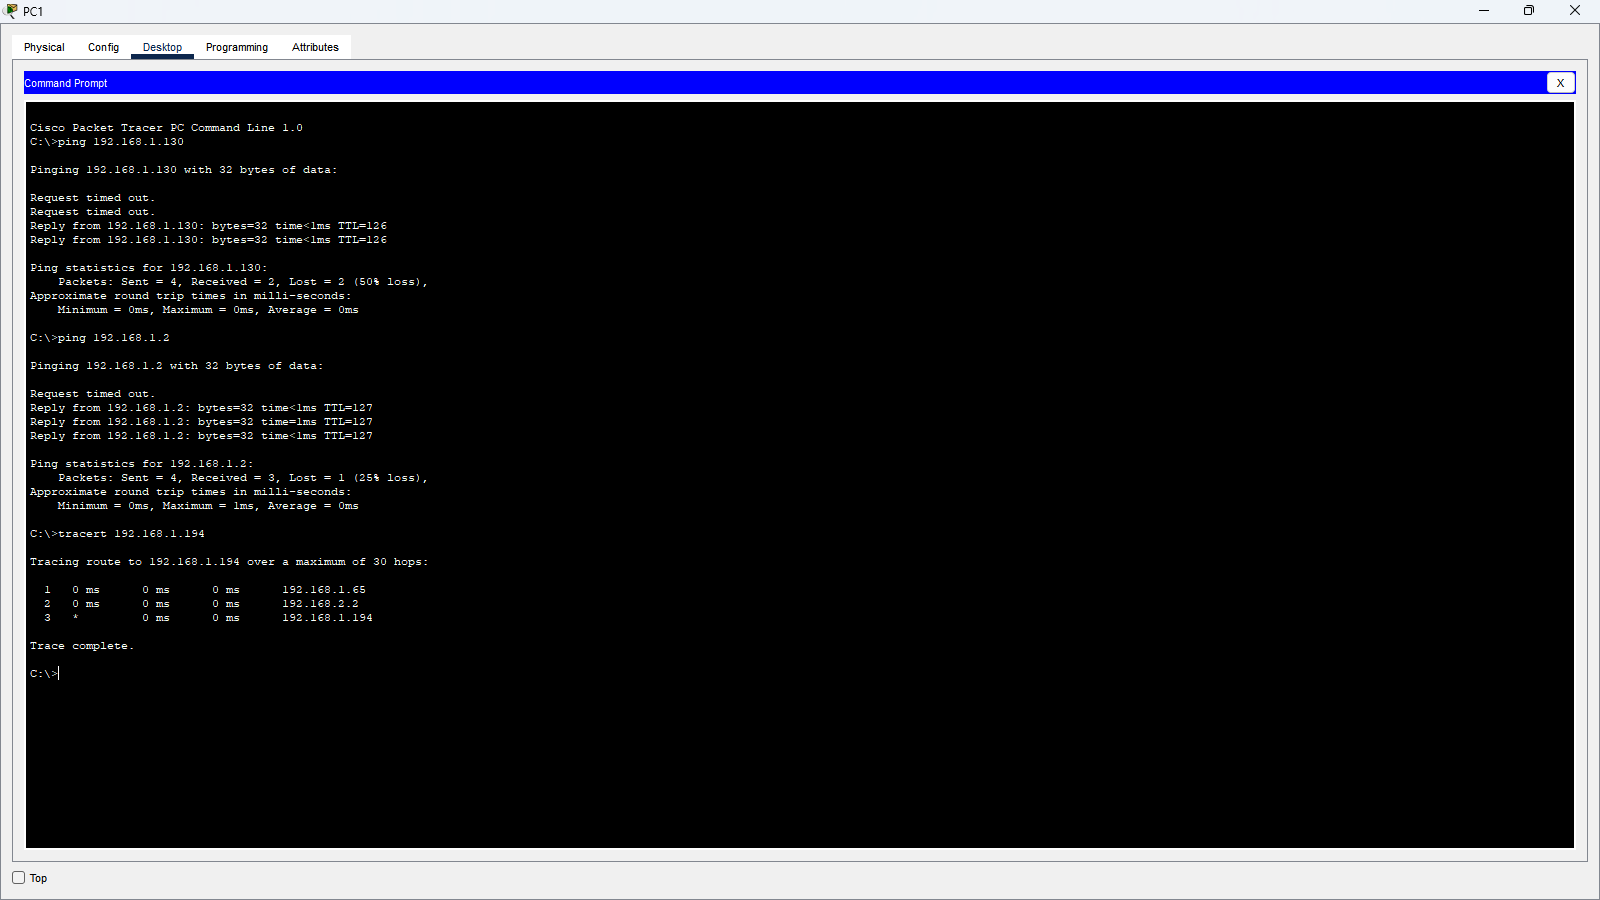 PC1
Physical Config Desktop Programming Attributes
Command Prompt X
Cisco Packet Tracer PC Command Line 1.0
C:\>ping 192.168.1.130
Pinging 192.168.1.130 with 32 bytes of data:
Request timed out.
Request timed out.
Reply from 192.168.1.130: bytes=32 time<1ms TTL=126
Reply from 192.168.1.130: bytes=32 time<1ms TTL=126
Ping statistics for 192.168.1.130:
    Packets: Sent = 4, Received = 2, Lost = 2 (50% loss),
Approximate round trip times in milli-seconds:
    Minimum = 0ms, Maximum = 0ms, Average = 0ms
C:\>ping 192.168.1.2
Pinging 192.168.1.2 with 32 bytes of data:
Request timed out.
Reply from 192.168.1.2: bytes=32 time<1ms TTL=127
Reply from 192.168.1.2: bytes=32 time=1ms TTL=127
Reply from 192.168.1.2: bytes=32 time<1ms TTL=127
Ping statistics for 192.168.1.2:
    Packets: Sent = 4, Received = 3, Lost = 1 (25% loss),
Approximate round trip times in milli-seconds:
    Minimum = 0ms, Maximum = 1ms, Average = 0ms
C:\>tracert 192.168.1.194
Tracing route to 192.168.1.194 over a maximum of 30 hops:
  1   0 ms      0 ms      0 ms      192.168.1.65
  2   0 ms      0 ms      0 ms      192.168.2.2
  3   *         0 ms      0 ms      192.168.1.194
Trace complete.
C:\>
Top